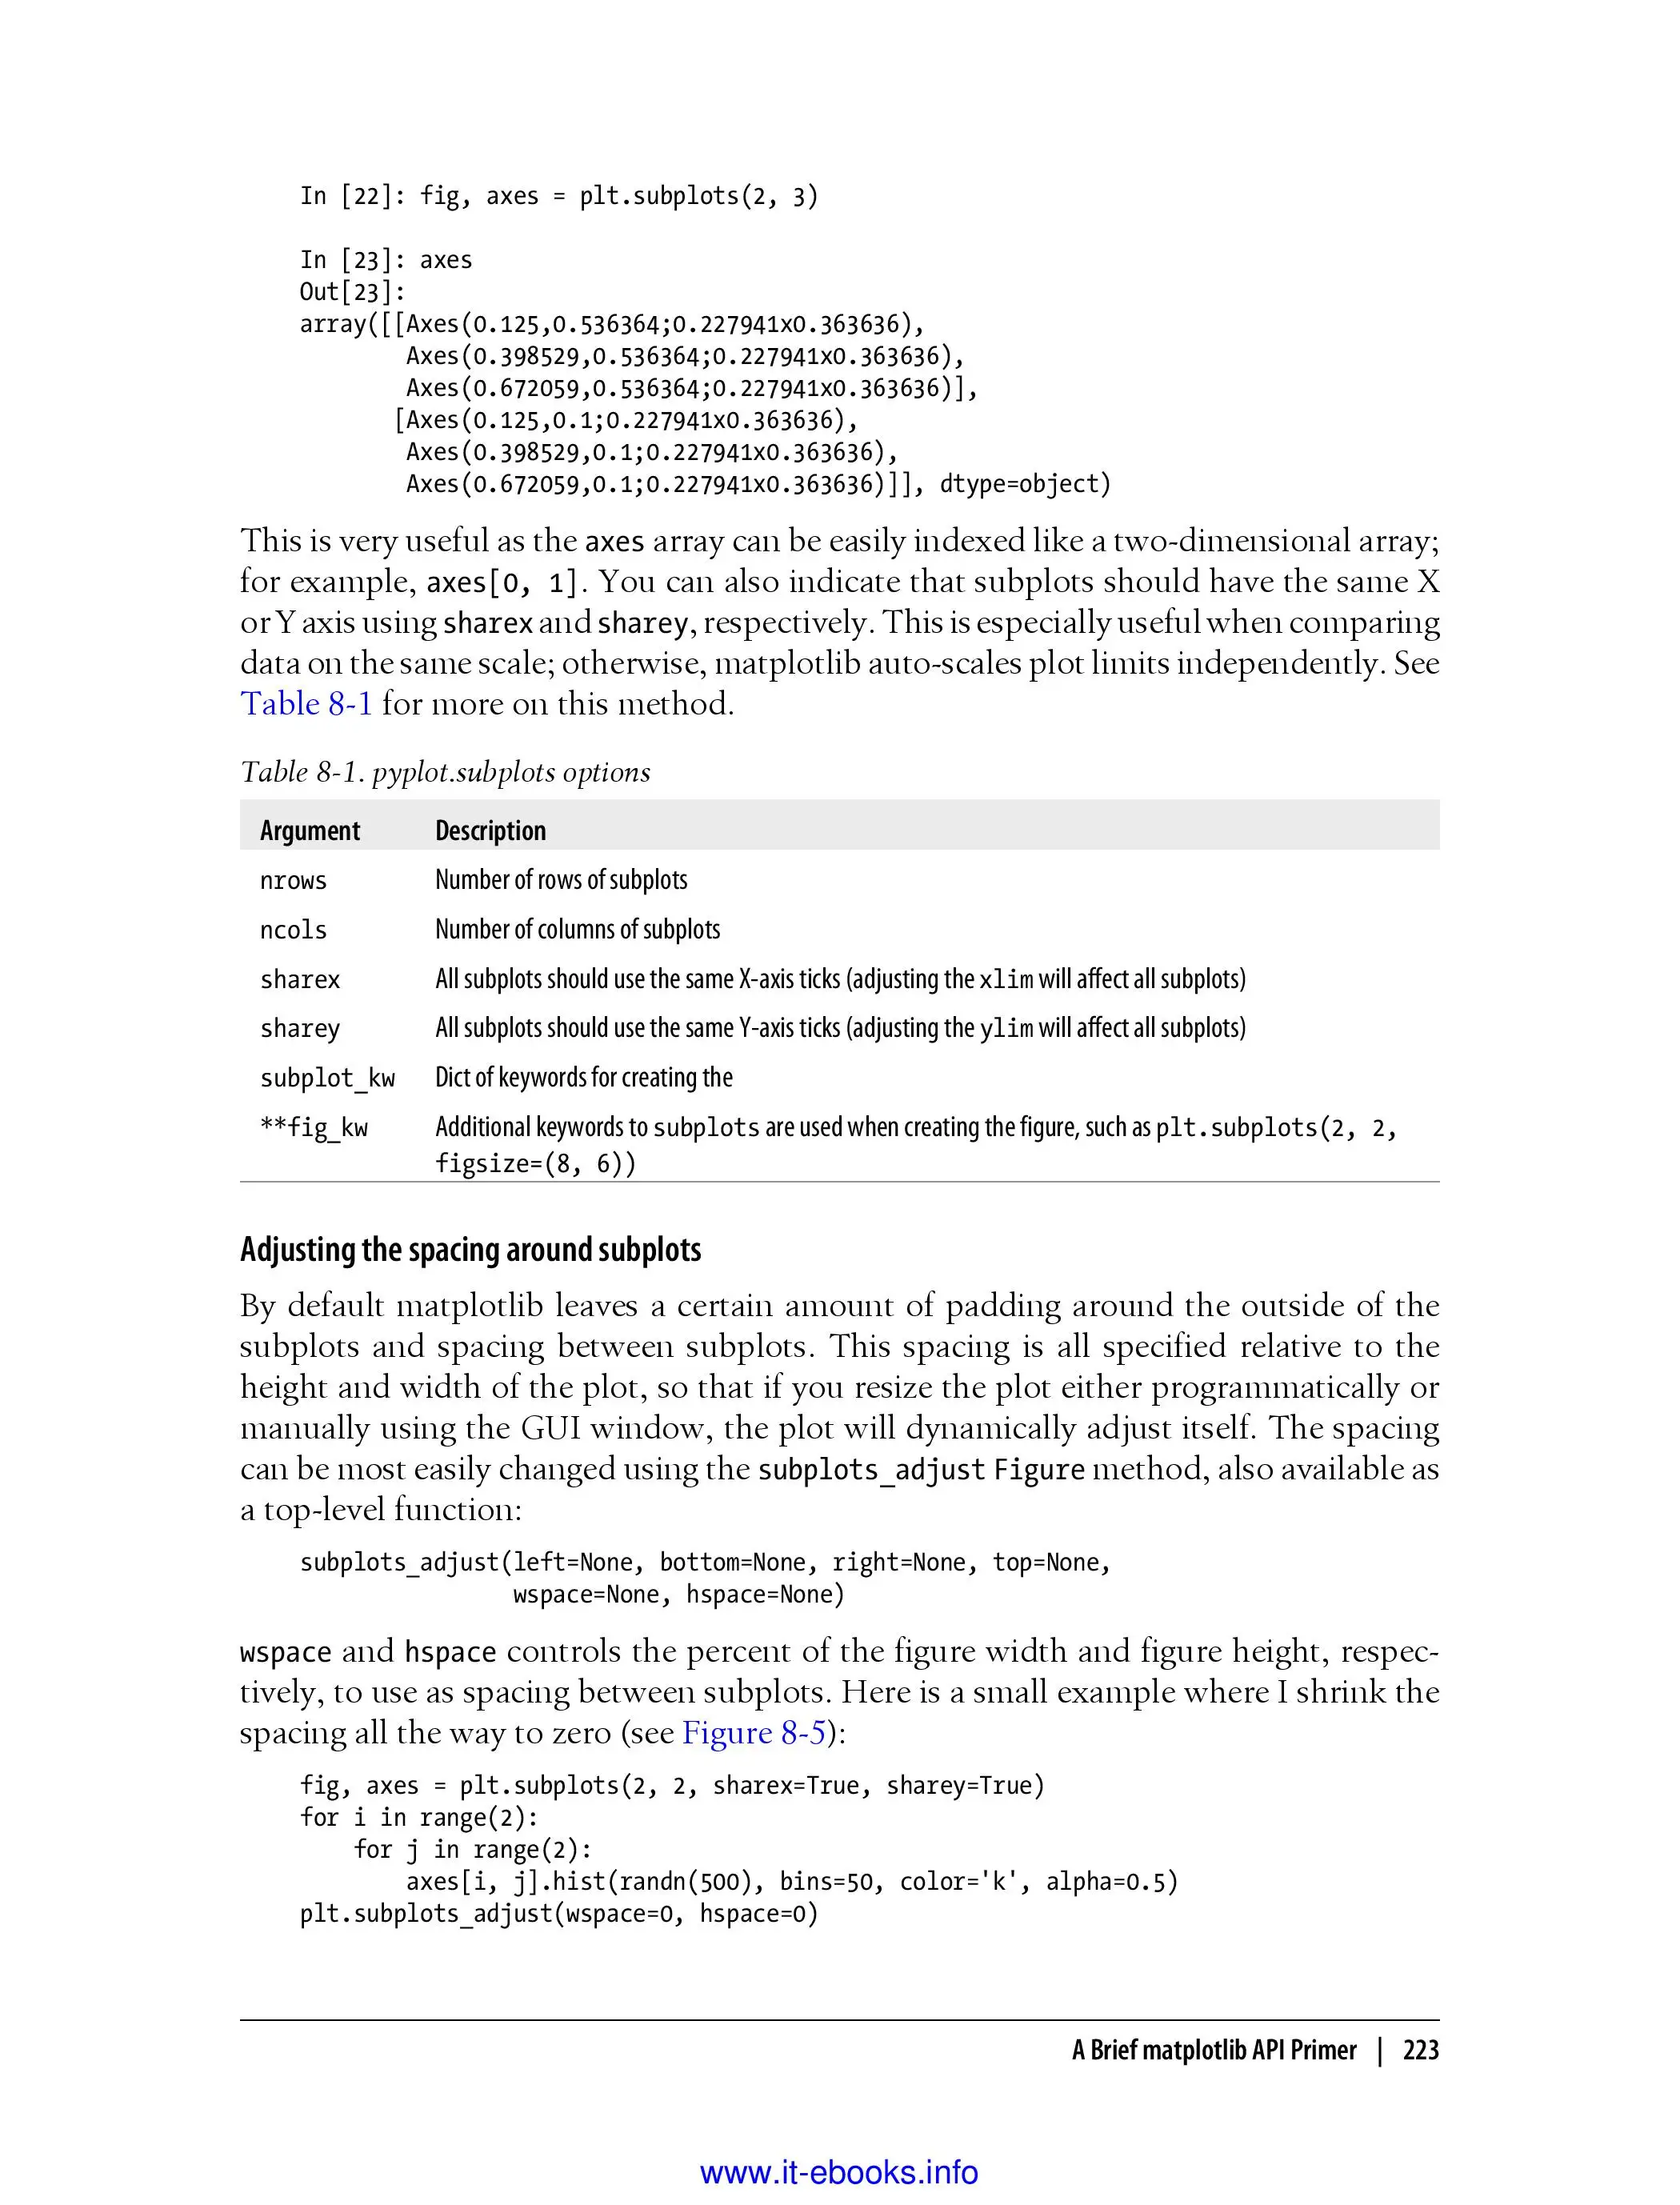 In [22]: fig, axes = plt.subplots(2, 3)
In [23]: axes
Out[23]:
array([[Axes(0.125,0.536364;0.227941x0.363636),
Axes(0.398529,0.536364;0.227941x0.363636),
Axes(0.672059,0.536364;0.227941x0.363636)],
[Axes(0.125,0.1;0.227941x0.363636),
Axes(0.398529,0.1;0.227941x0.363636),
Axes(0.672059,0.1;0.227941x0.363636)]], dtype=object)
This is very useful as the axes array can be easily indexed like a two-dimensional array;
for example, axes[0, 1]. You can also indicate that subplots should have the same X
or Y axis using sharex and sharey, respectively. This is especially useful when comparing
data on the same scale; otherwise, matplotlib auto-scales plot limits independently. See
Table 8-1 for more on this method.
Table 8-1. pyplot.subplots options
Argument Description
nrows Number of rows of subplots
ncols Number of columns of subplots
sharex All subplots should use the same X-axis ticks (adjusting the xlim will affect all subplots)
sharey All subplots should use the same Y-axis ticks (adjusting the ylim will affect all subplots)
subplot_kw Dict of keywords for creating the
**fig_kw Additional keywords to subplots are used when creating the figure, such as plt.subplots(2, 2,
figsize=(8, 6))
Adjusting the spacing around subplots
By default matplotlib leaves a certain amount of padding around the outside of the
subplots and spacing between subplots. This spacing is all specified relative to the
height and width of the plot, so that if you resize the plot either programmatically or
manually using the GUI window, the plot will dynamically adjust itself. The spacing
can be most easily changed using the subplots_adjust Figure method, also available as
a top-level function:
subplots_adjust(left=None, bottom=None, right=None, top=None,
wspace=None, hspace=None)
wspace and hspace controls the percent of the figure width and figure height, respec-
tively, to use as spacing between subplots. Here is a small example where I shrink the
spacing all the way to zero (see Figure 8-5):
fig, axes = plt.subplots(2, 2, sharex=True, sharey=True)
for i in range(2):
for j in range(2):
axes[i, j].hist(randn(500), bins=50, color='k', alpha=0.5)
plt.subplots_adjust(wspace=0, hspace=0)
A Brief matplotlib API Primer | 223
www.it-ebooks.info